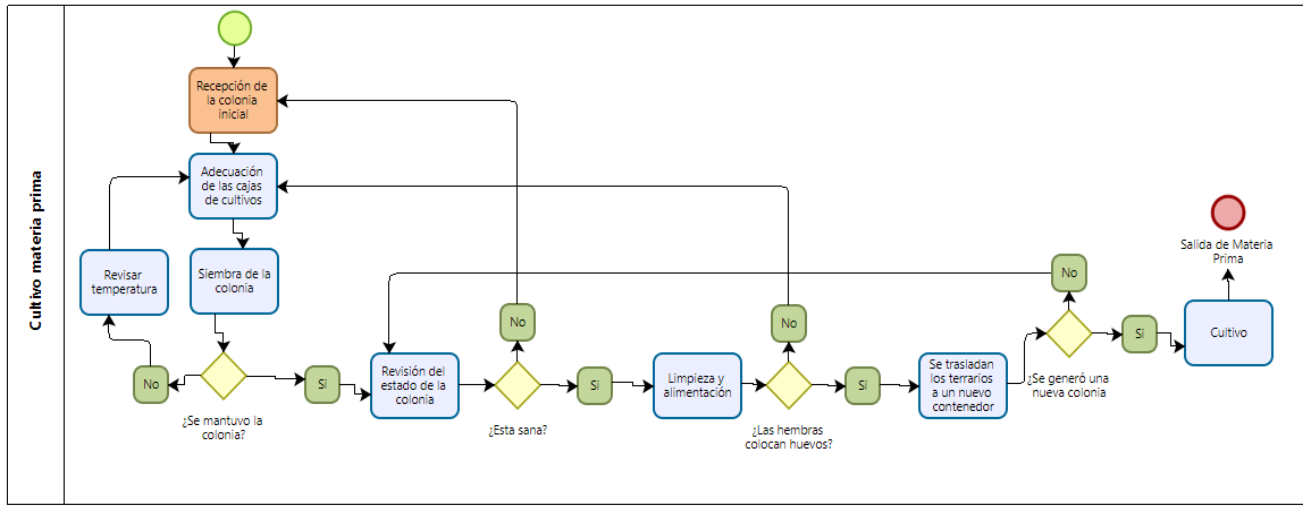 Cultivo materia prima
Recepción de
la colonia
inicial
Adecuación
de las cajas
de cultivos
Revisar
temperatura
Siembra de la
colonia
No
¿Se mantuvo la
colonia?
Si
Revisión del
estado de la
colonia
No
¿Esta sana?
Si
Limpieza y
alimentación
No
¿Las hembras
colocan huevos?
Si
Se trasladan
los terrarios
a un nuevo
contenedor
No
¿Se generó una
nueva colonia
Si
Cultivo
Salida de Materia
Prima